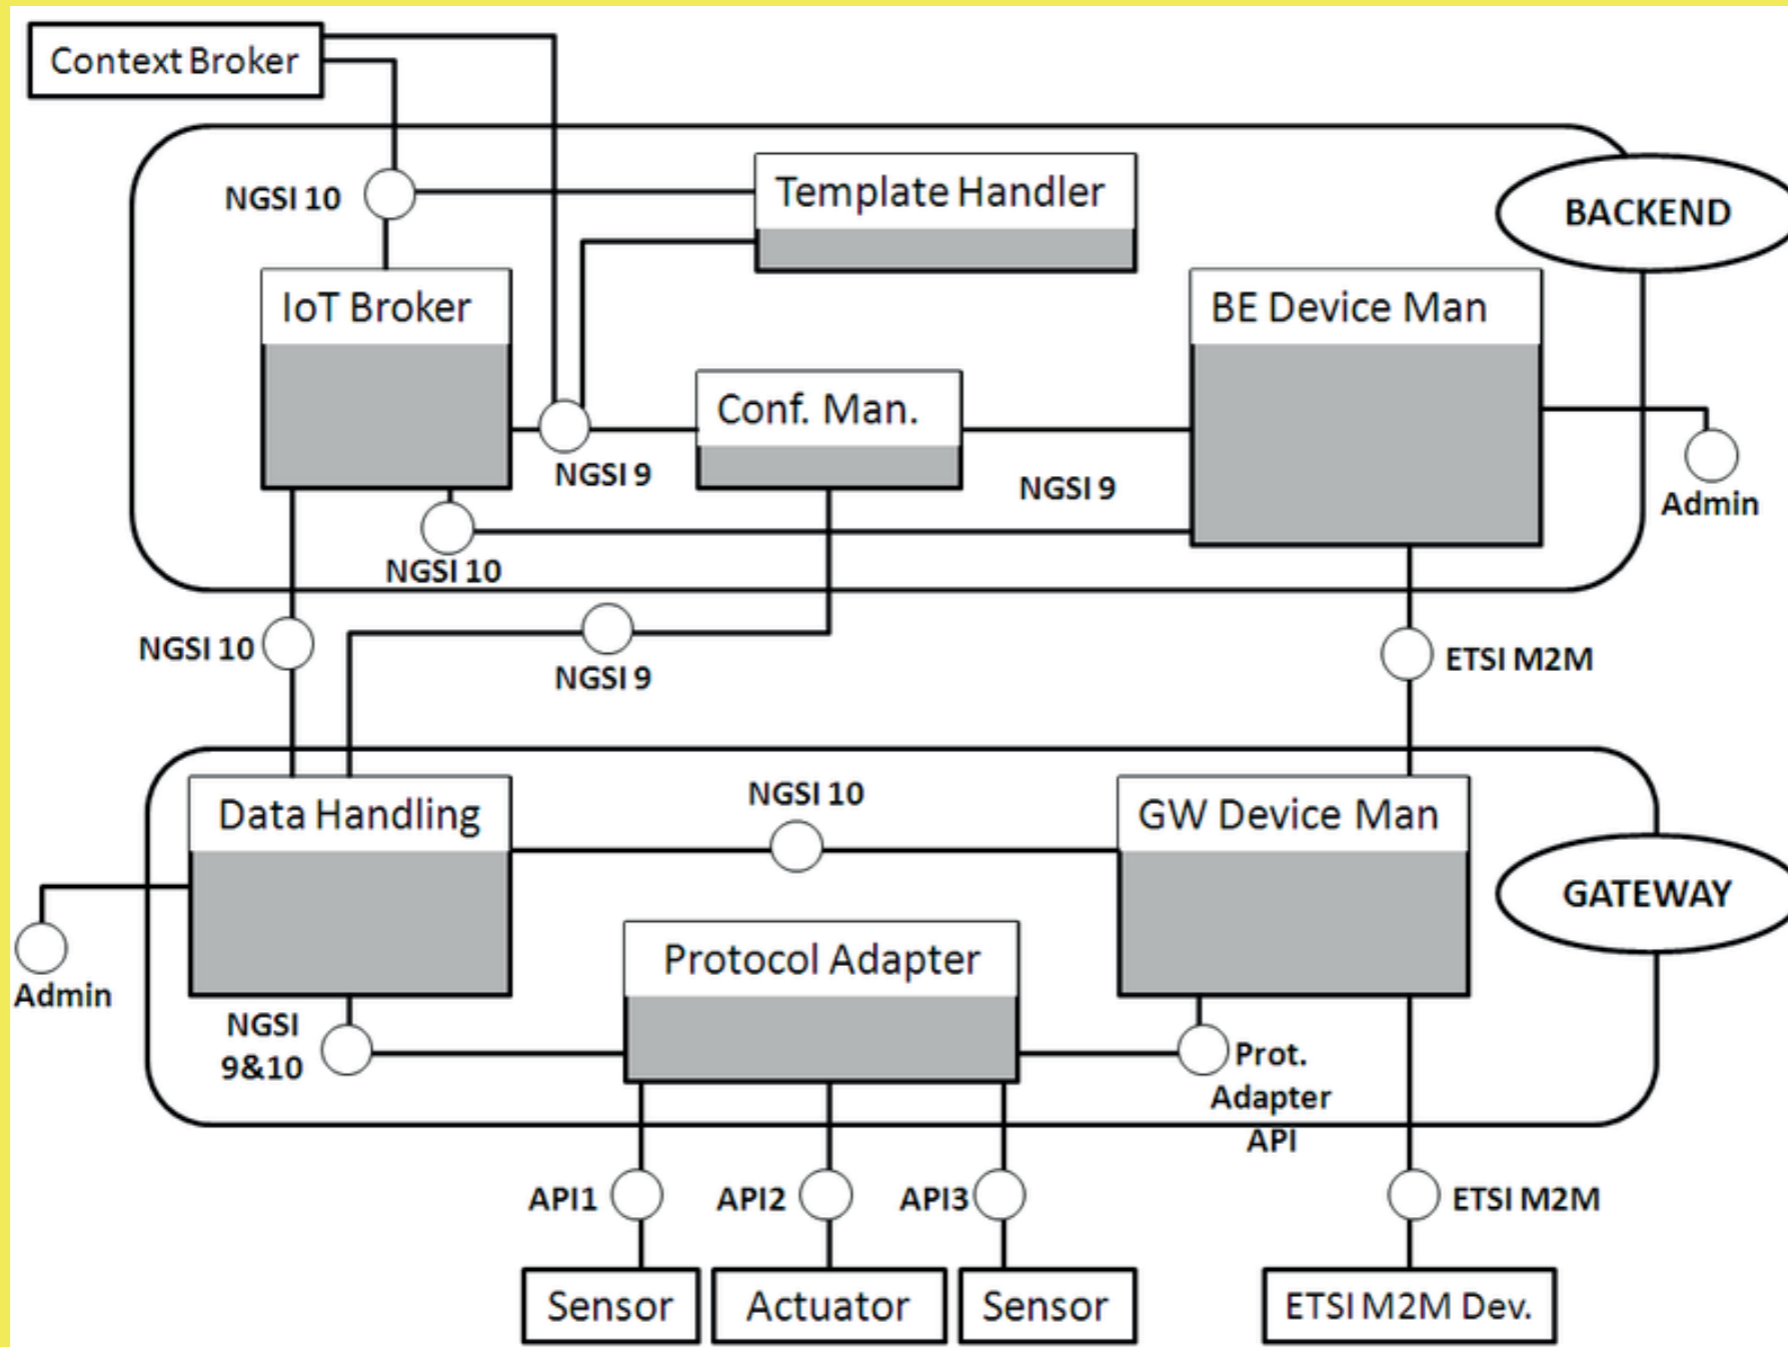 Context Broker
NGSI 10
Template Handler
BACKEND
IoT Broker
BE Device Man
Conf. Man.
NGSI 9
NGSI 9
Admin
NGSI 10
NGSI 10
NGSI 9
ETSI M2M
Data Handling
NGSI 10
GW Device Man
GATEWAY
Protocol Adapter
Admin
NGSI
9&10
Prot.
Adapter
API
API1
API2
API3
ETSI M2M
Sensor
Actuator
Sensor
ETSI M2M Dev.